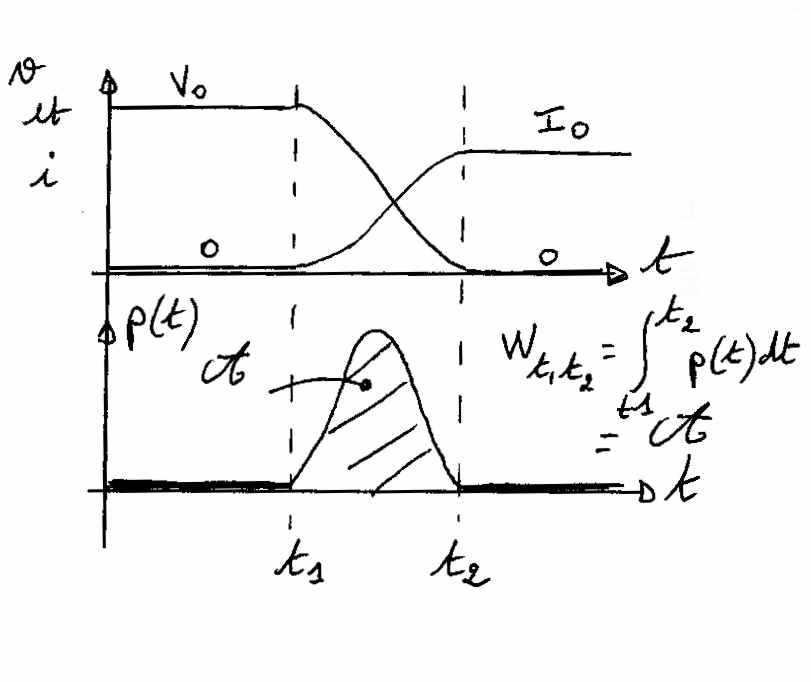 v
et
i
V₀
I₀
0
0
t
p(t)
A
W_{t₁t₂} = ∫_{t1}^{t₂} p(t)dt
= A
t
t₁
t₂